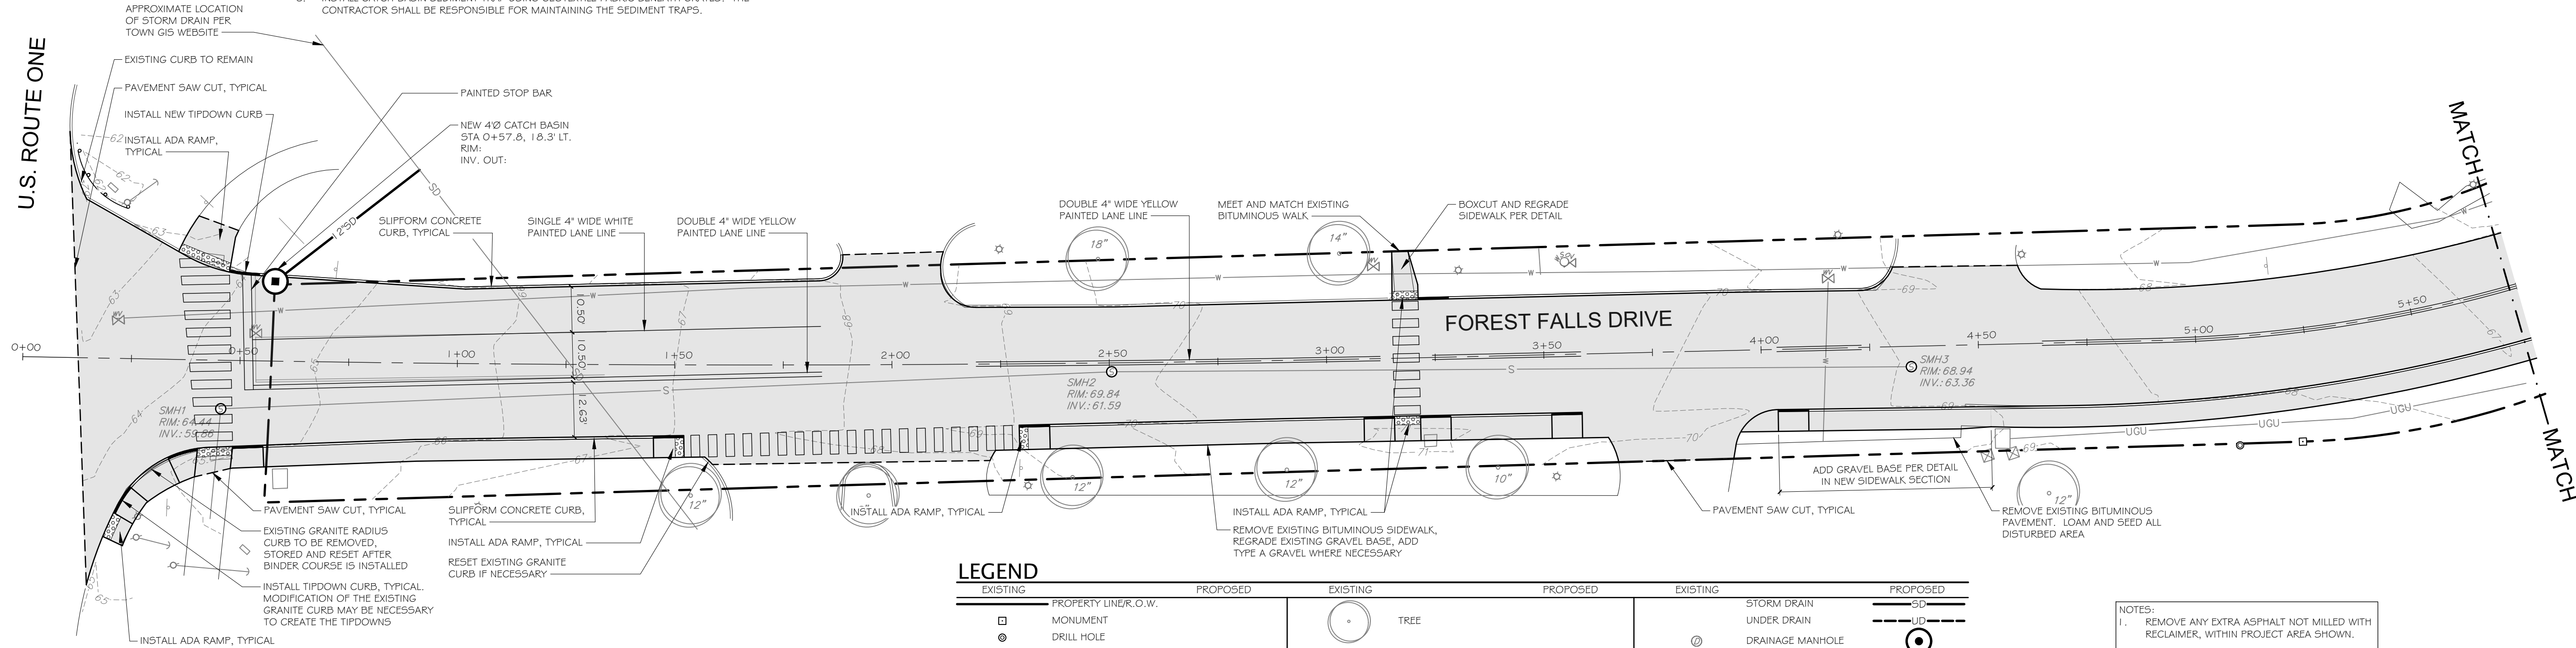 APPROXIMATE LOCATION
OF STORM DRAIN PER
TOWN GIS WEBSITE
CONTRACTOR SHALL BE RESPONSIBLE FOR MAINTAINING THE SEDIMENT TRAPS.
U.S. ROUTE ONE
EXISTING CURB TO REMAIN
PAVEMENT SAW CUT, TYPICAL
INSTALL NEW TIPDOWN CURB
INSTALL ADA RAMP,
TYPICAL
PAINTED STOP BAR
NEW 4'Ø CATCH BASIN
STA 0+57.8, 18.3' LT.
RIM:
INV. OUT:
SD
12"SD
SLIPFORM CONCRETE
CURB, TYPICAL
SINGLE 4" WIDE WHITE
PAINTED LANE LINE
DOUBLE 4" WIDE YELLOW
PAINTED LANE LINE
DOUBLE 4" WIDE YELLOW
PAINTED LANE LINE
MEET AND MATCH EXISTING
BITUMINOUS WALK
BOXCUT AND REGRADE
SIDEWALK PER DETAIL
MATCH
MATCH
18"
14"
FOREST FALLS DRIVE
10.50'
10.50'
12.63'
0+00
0+50
1+00
1+50
2+00
2+50
3+00
3+50
4+00
4+50
5+00
5+50
SMH1
RIM: 64.44
INV.: 59.86
SMH2
RIM: 69.84
INV.: 61.59
SMH3
RIM: 68.94
INV.: 63.36
S
S
UGU
UGU
UGU
12"
12"
12"
10"
12"
PAVEMENT SAW CUT, TYPICAL
EXISTING GRANITE RADIUS
CURB TO BE REMOVED,
STORED AND RESET AFTER
BINDER COURSE IS INSTALLED
INSTALL TIPDOWN CURB, TYPICAL.
MODIFICATION OF THE EXISTING
GRANITE CURB MAY BE NECESSARY
TO CREATE THE TIPDOWNS
INSTALL ADA RAMP, TYPICAL
SLIPFORM CONCRETE CURB,
TYPICAL
INSTALL ADA RAMP, TYPICAL
RESET EXISTING GRANITE
CURB IF NECESSARY
INSTALL ADA RAMP, TYPICAL
INSTALL ADA RAMP, TYPICAL
REMOVE EXISTING BITUMINOUS SIDEWALK,
REGRADE EXISTING GRAVEL BASE, ADD
TYPE A GRAVEL WHERE NECESSARY
PAVEMENT SAW CUT, TYPICAL
ADD GRAVEL BASE PER DETAIL
IN NEW SIDEWALK SECTION
REMOVE EXISTING BITUMINOUS
PAVEMENT. LOAM AND SEED ALL
DISTURBED AREA
LEGEND
EXISTING PROPOSED EXISTING PROPOSED EXISTING PROPOSED
PROPERTY LINE/R.O.W.
MONUMENT
DRILL HOLE
TREE
STORM DRAIN SD
UNDER DRAIN UD
D DRAINAGE MANHOLE
NOTES:
1. REMOVE ANY EXTRA ASPHALT NOT MILLED WITH
RECLAIMER, WITHIN PROJECT AREA SHOWN.